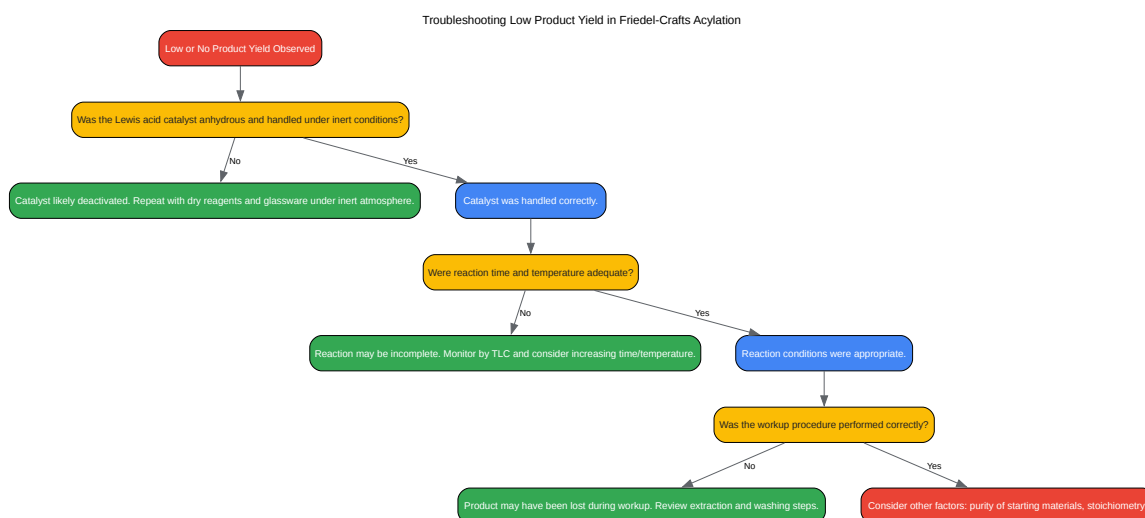 Troubleshooting Low Product Yield in Friedel-Crafts Acylation
Low or No Product Yield Observed
Was the Lewis acid catalyst anhydrous and handled under inert conditions?
No
Yes
Catalyst likely deactivated. Repeat with dry reagents and glassware under inert atmosphere.
Catalyst was handled correctly.
Were reaction time and temperature adequate?
No
Yes
Reaction may be incomplete. Monitor by TLC and consider increasing time/temperature.
Reaction conditions were appropriate.
Was the workup procedure performed correctly?
No
Yes
Product may have been lost during workup. Review extraction and washing steps.
Consider other factors: purity of starting materials, stoichiometry